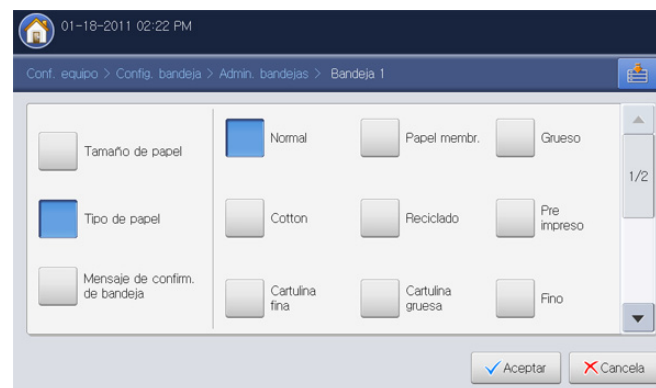 01-18-2011 02:22 PM
Conf. equipo > Config. bandeja > Admin. bandejas > Bandeja 1
Tamaño de papel
Tipo de papel
Mensaje de confirm.
de bandeja
Normal
Papel membr.
Grueso
Cotton
Reciclado
Pre
impreso
Cartulina
fina
Cartulina
gruesa
Fino
1/2
Aceptar
Cancela